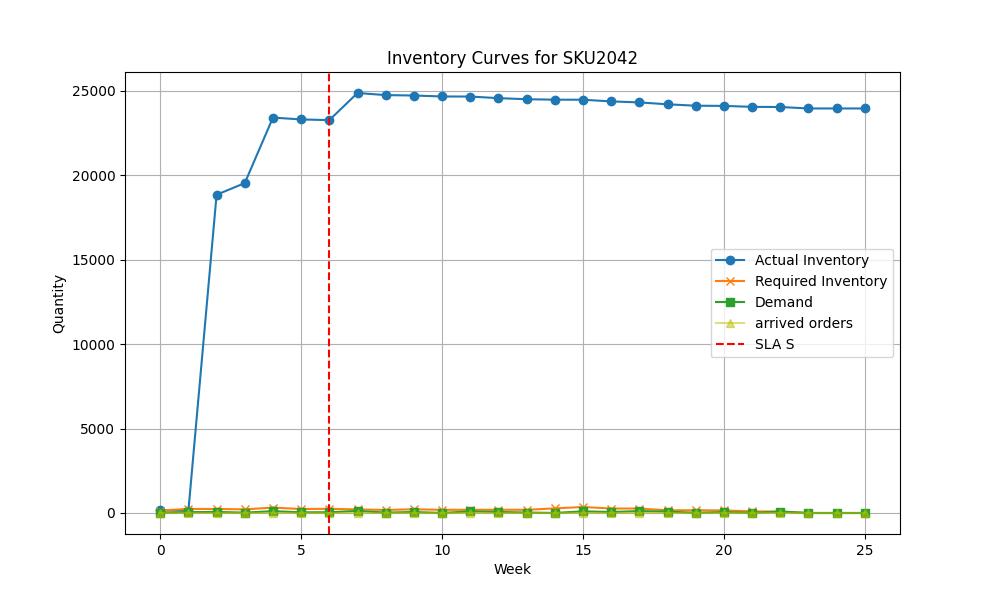 Inventory Curves for SKU2042
Quantity
25000
20000
15000
10000
5000
0
Actual Inventory
Required Inventory
Demand
arrived orders
SLA S
0 5 10 15 20 25
Week